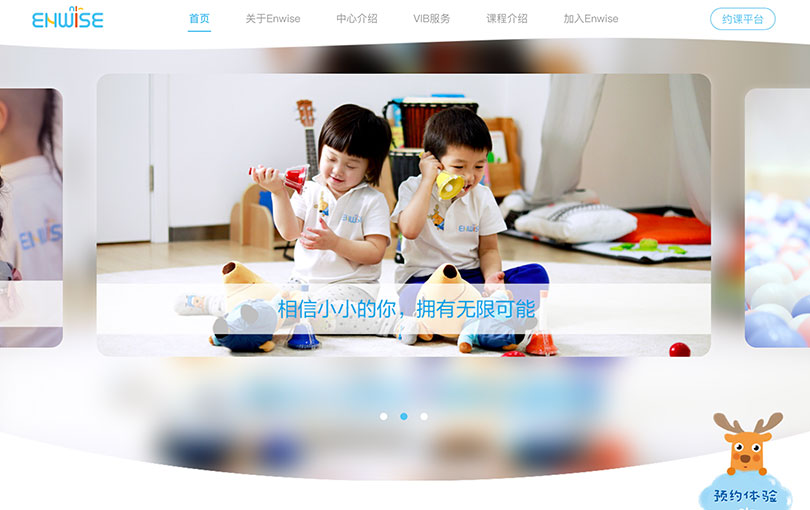 ENWISE
首页
关于Enwise
中心介绍
VIB服务
课程介绍
加入Enwise
约课平台
ENWISE
ENWISE
相信小小的你，拥有无限可能
预约体验